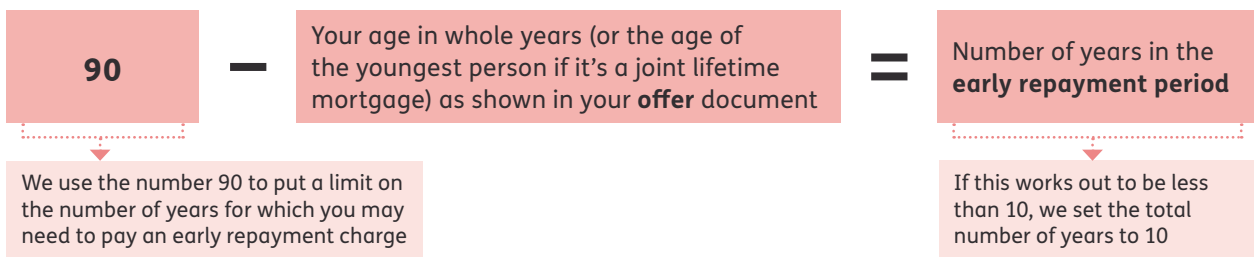 90
–
Your age in whole years (or the age of
the youngest person if it's a joint lifetime
mortgage) as shown in your offer document
=
Number of years in the
early repayment period
We use the number 90 to put a limit on
the number of years for which you may
need to pay an early repayment charge
If this works out to be less
than 10, we set the total
number of years to 10